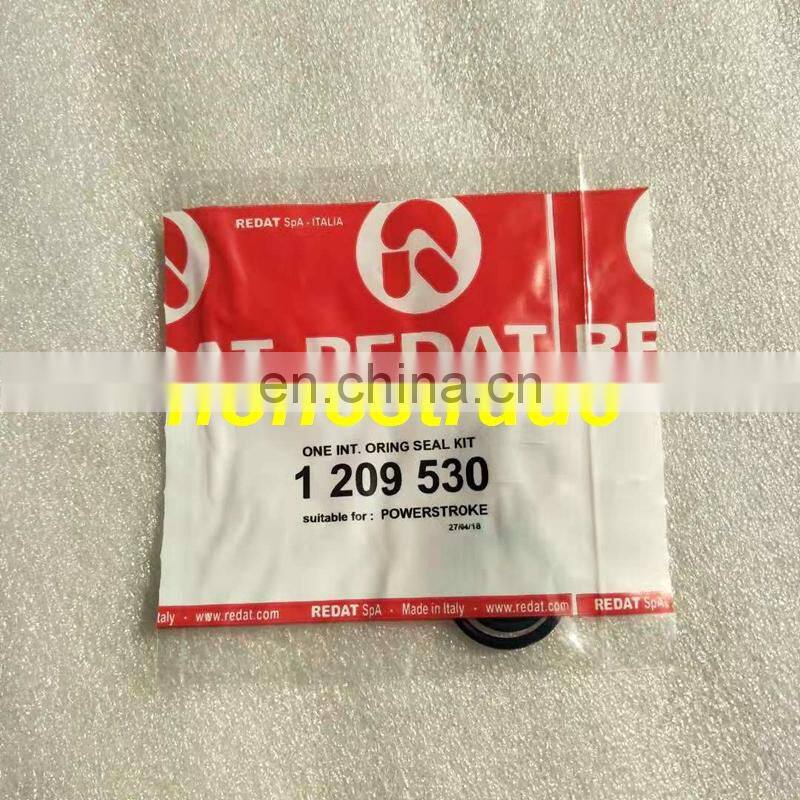 REDAT SpA - ITALIA
REDAT RE
en.china.cn
ONE INT. ORING SEAL KIT
1 209 530
suitable for : POWERSTROKE
27/04/18
taly - www.redat.com REDAT SpA - Made in Italy - www.redat.com REDAT SpA